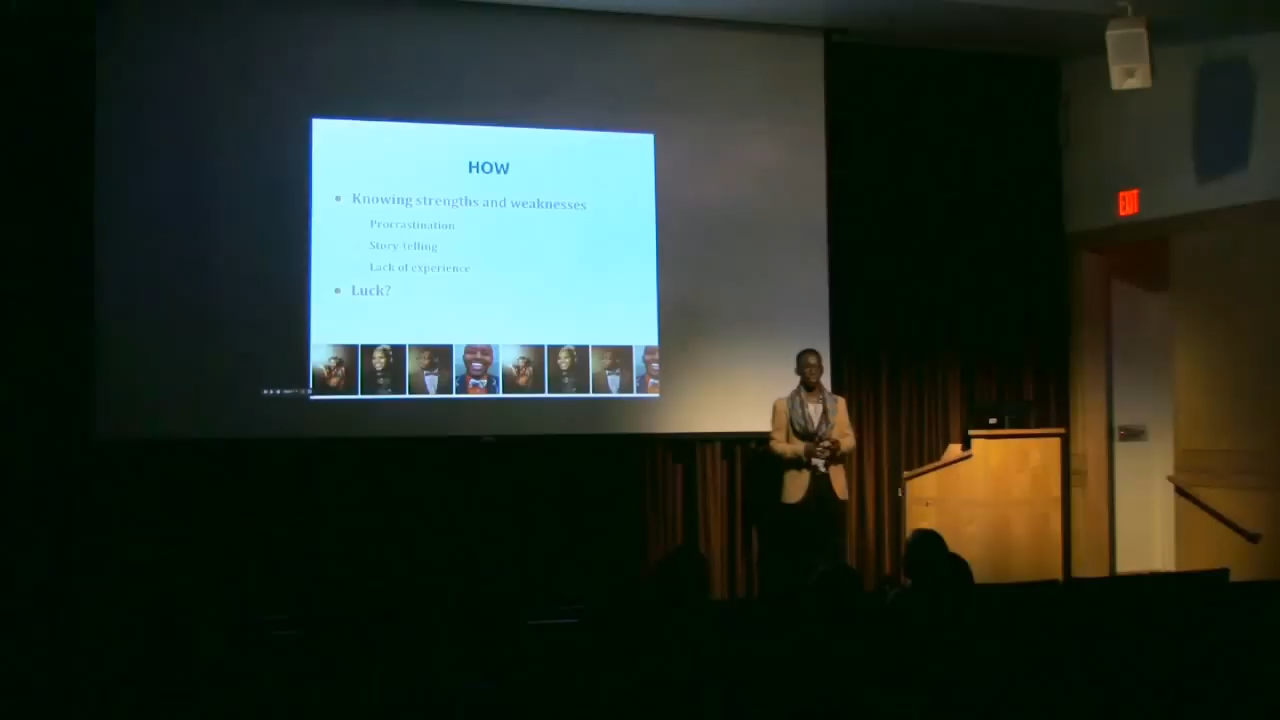 HOW
Knowing strengths and weaknesses
Procrastination
Story-telling
Lack of experience
Luck?
EXIT